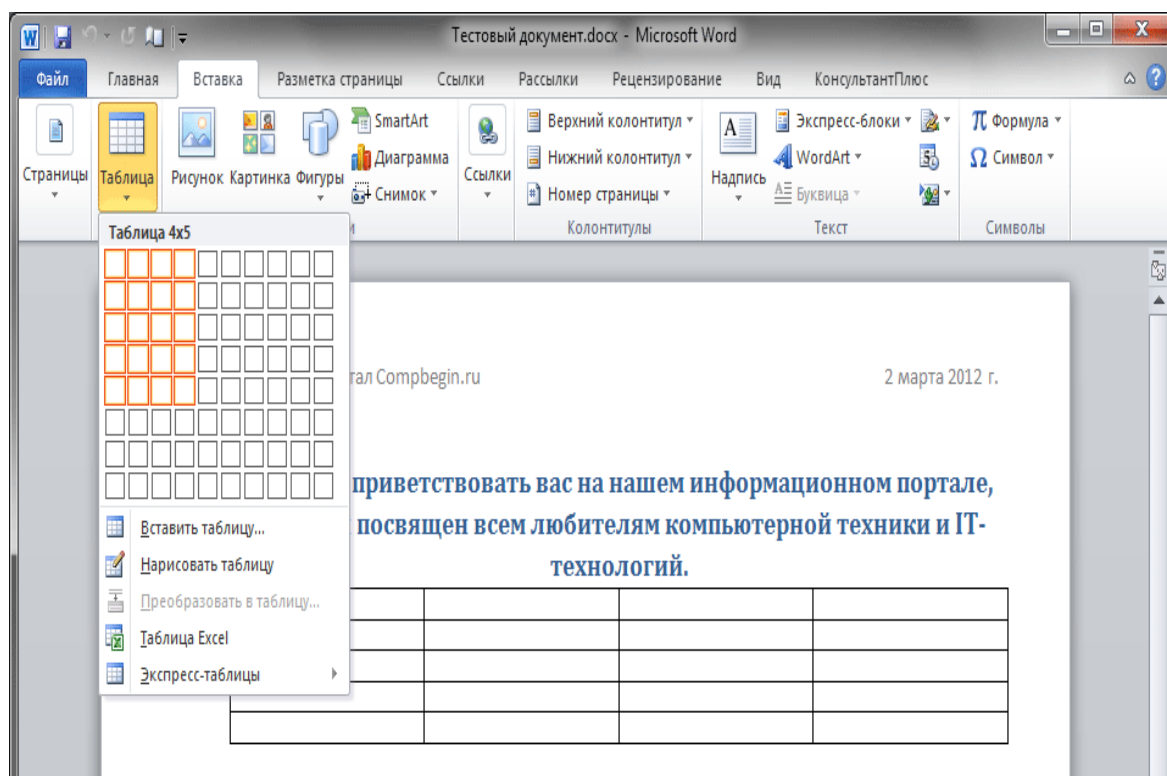 Тестовый документ.docx - Microsoft Word
Файл Главная Вставка Разметка страницы Ссылки Рассылки Рецензирование Вид КонсультантПлюс
Страницы
Таблица
Рисунок
Картинка
Фигуры
SmartArt
Диаграмма
Снимок
Ссылки
Верхний колонтитул
Нижний колонтитул
Номер страницы
Колонтитулы
Надпись
Экспресс-блоки
WordArt
Буквица
Текст
Формула
Символ
Символы
Таблица 4x5
Вставить таблицу...
Нарисовать таблицу
Преобразовать в таблицу...
Таблица Excel
Экспресс-таблицы
Compbegin.ru
2 марта 2012 г.
приветствовать вас на нашем информационном портале,
посвящен всем любителям компьютерной техники и IT-
технологий.